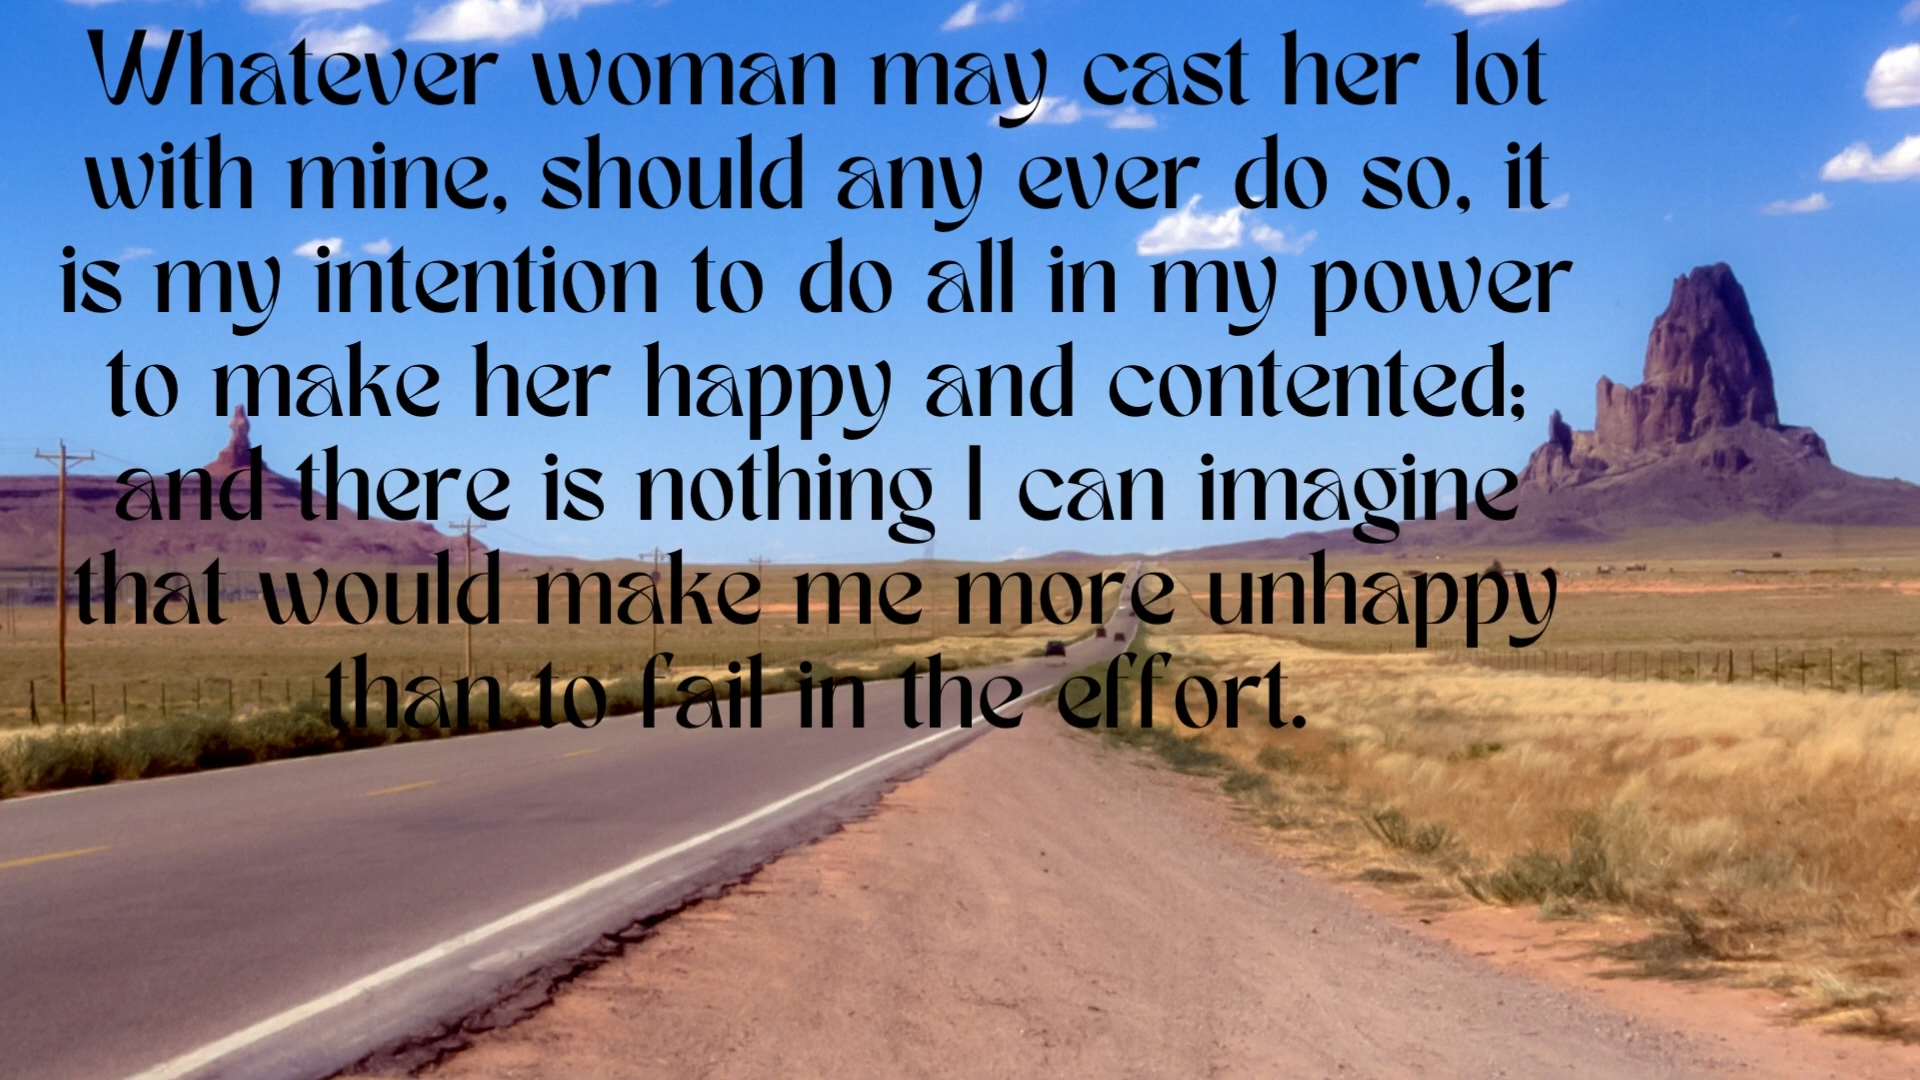 Whatever woman may cast her lot
with mine, should any ever do so, it
is my intention to do all in my power
to make her happy and contented;
and there is nothing I can imagine
that would make me more unhappy
than to fail in the effort.